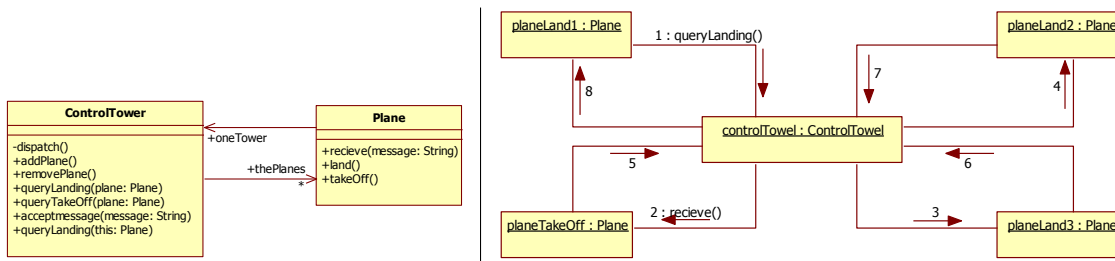 ControlTower
-dispatch()
+addPlane()
+removePlane()
+queryLanding(plane: Plane)
+queryTakeOff(plane: Plane)
+acceptmessage(message: String)
+queryLanding(this: Plane)
+oneTower
+thePlanes
*
Plane
+recieve(message: String)
+land()
+takeOff()
planeLand1 : Plane
1 : queryLanding()
planeLand2 : Plane
7
8
4
controlTowel : ControlTowel
5
6
2 : recieve()
3
planeTakeOff : Plane
planeLand3 : Plane